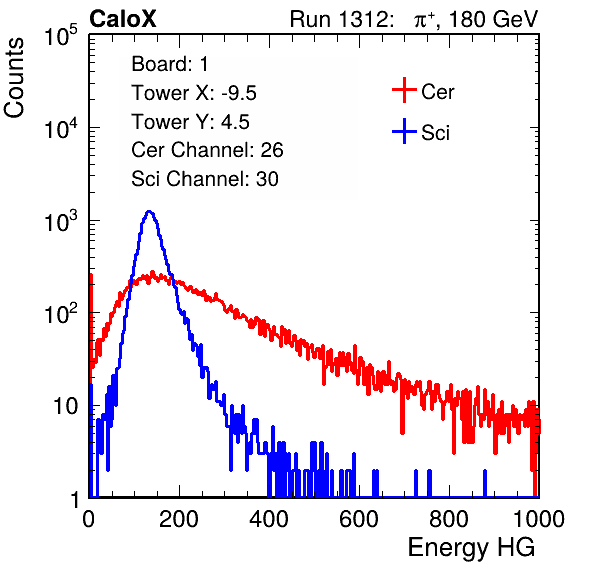 CaloX Run 1312: π⁺, 180 GeV
Counts
10⁵
10⁴
10³
10²
10
1
Board: 1
Tower X: -9.5
Tower Y: 4.5
Cer Channel: 26
Sci Channel: 30
Cer
Sci
0 200 400 600 800 1000
Energy HG